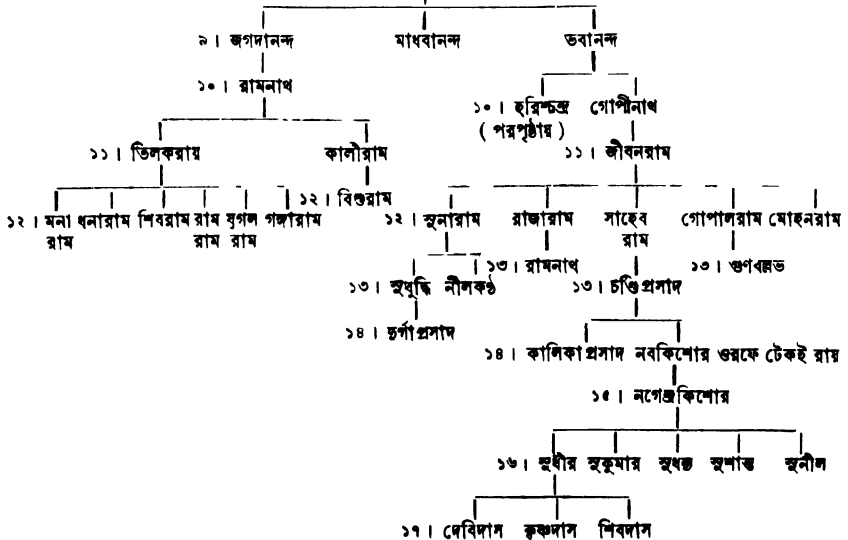 ৯। জগদানন্দ মাধবানন্দ ভবানন্দ
১০। রামনাথ
১০। হরিশ্চন্দ্র গোপীনাথ
( পরপৃষ্ঠায় )
১১। তিলকরায় কালীরাম ১১। জীবনরাম
১২। বিশুরাম
১২। মনা ধনারাম শিবরাম রাম যুগল গঙ্গারাম
রাম রাম রাম
১২। সুনারাম রাজারাম সাহেব গোপালরাম মোহনরাম
রাম
১৩। রামনাথ ১৩। গুণবল্লভ
১৩। সুবুদ্ধি নীলকণ্ঠ ১৩। চণ্ডিপ্রসাদ
১৪। দুর্গাপ্রসাদ
১৪। কালিকাপ্রসাদ নবকিশোর ওরফে টেকই রায়
১৫। নগেন্দ্রকিশোর
১৬। সুধীর সুকুমার সুধন্ত সুশান্ত সুনীল
১৭। দেবিদাস কৃষ্ণদাস শিবদাস